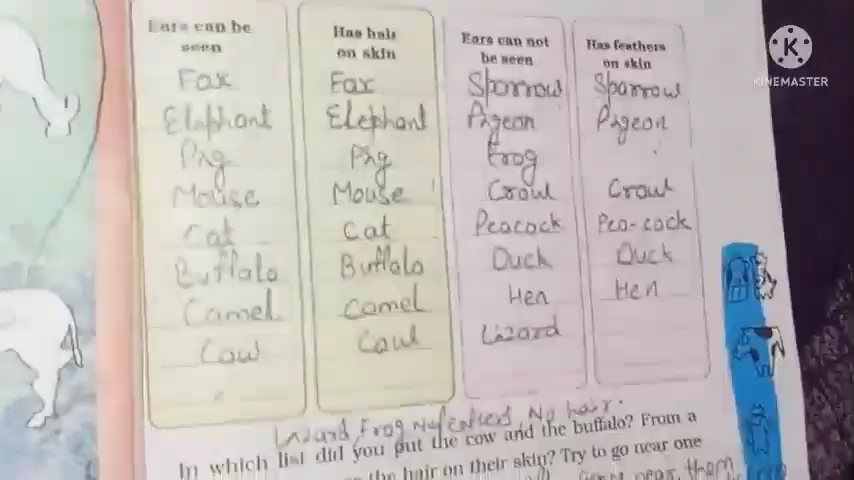 Ears can be seen
Fox
Elephant
Pig
Mouse
Cat
Buffalo
Camel
Cow
Has hair on skin
Fox
Elephant
Pig
Mouse
Cat
Buffalo
Camel
Cow
Ears can not be seen
Sparrow
Pigeon
Frog
Crow
Peacock
Duck
Hen
Lizard
Has feathers on skin
Sparrow
Pigeon
Crow
Pea-cock
Duck
Hen
Lizard, Frog No feathers No hair.
In which list did you put the cow and the buffalo? From a
the hair on their skin? Try to go near one
near them
KINEMASTER